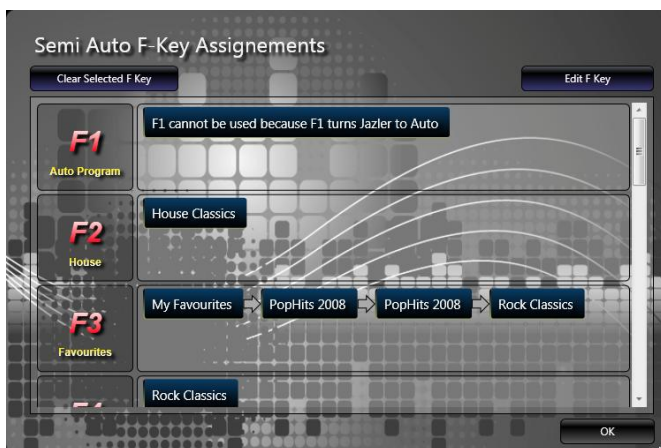 Semi Auto F-Key Assignements
Clear Selected F Key
Edit F Key
F1
Auto Program
F1 cannot be used because F1 turns Jazler to Auto
F2
House
House Classics
F3
Favourites
My Favourites
PopHits 2008
PopHits 2008
Rock Classics
Rock Classics
OK